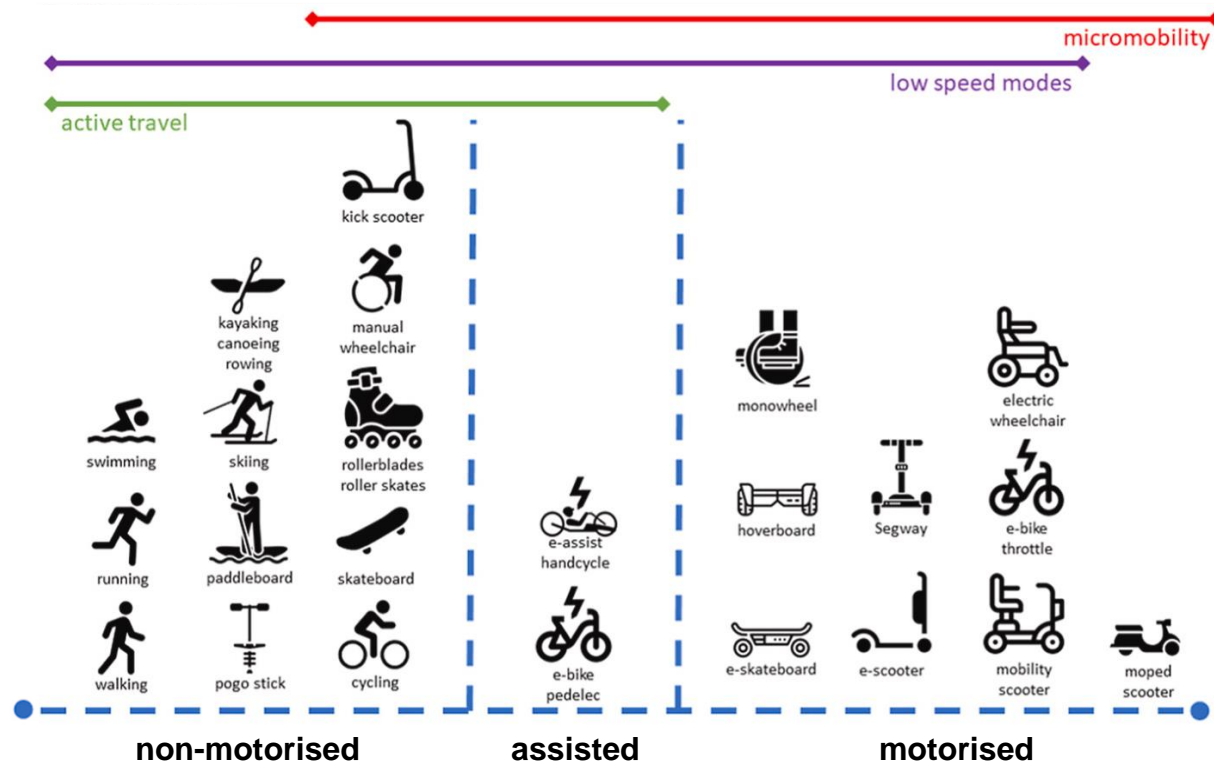 micromobility
low speed modes
active travel
kick scooter
kayaking
canoeing
rowing
manual
wheelchair
monowheel
electric
wheelchair
swimming
skiing
rollerblades
roller skates
hoverboard
Segway
e-bike
throttle
e-assist
handcycle
running
paddleboard
skateboard
walking
pogo stick
cycling
e-bike
pedelec
e-skateboard
e-scooter
mobility
scooter
moped
scooter
non-motorised
assisted
motorised